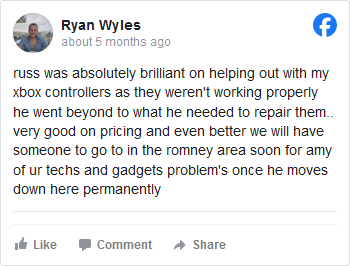 Ryan Wyles
about 5 months ago
russ was absolutely brilliant on helping out with my
xbox controllers as they weren't working properly
he went beyond to what he needed to repair them..
very good on pricing and even better we will have
someone to go to in the romney area soon for amy
of ur techs and gadgets problem's once he moves
down here permanently
Like Comment Share